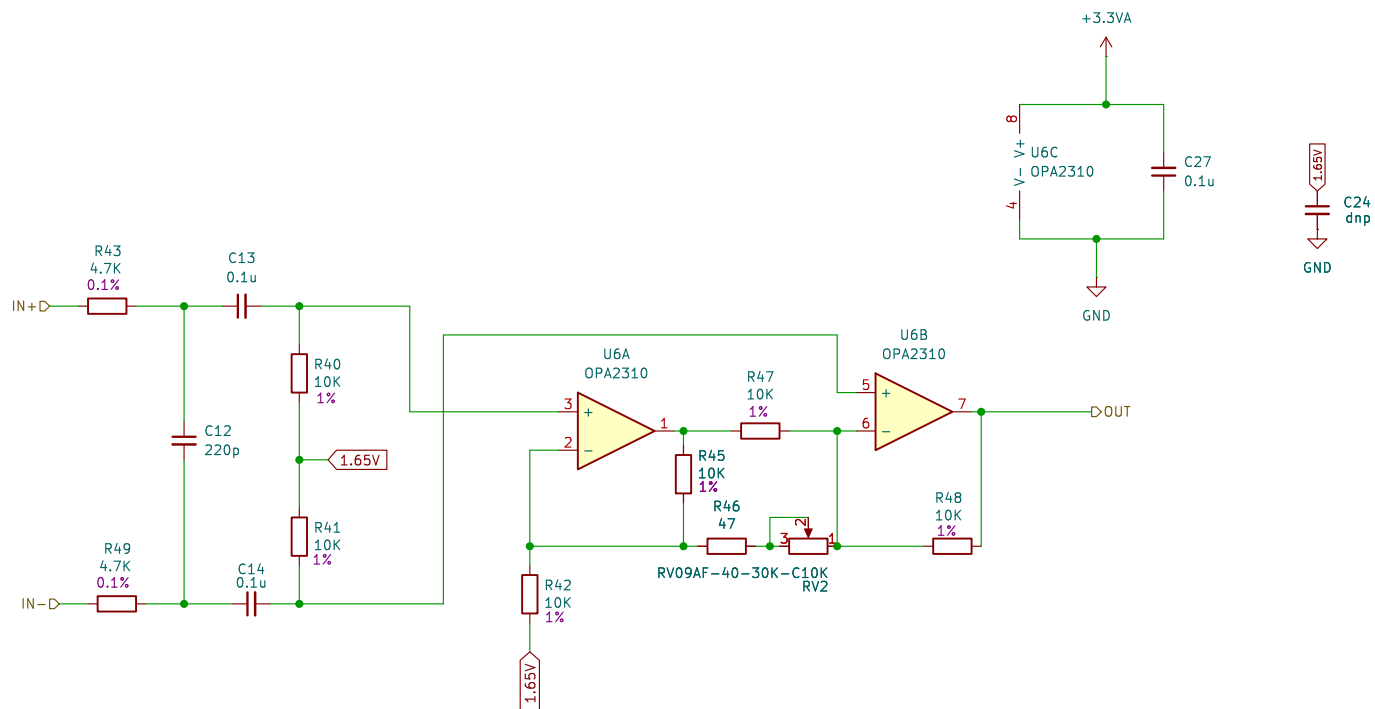 +3.3VA
8
V+
V-
4
U6C
OPA2310
C27
0.1u
GND
1.65V
C24
dnp
GND
R43
4.7K
0.1%
IN+
C13
0.1u
R40
10K
1%
C12
220p
1.65V
R41
10K
1%
R49
4.7K
0.1%
IN-
C14
0.1u
U6A
OPA2310
3
+
2
−
1
R47
10K
1%
U6B
OPA2310
5
+
6
−
7
OUT
R45
10K
1%
R46
47
3
2
1
RV09AF-40-30K-C10K
RV2
R48
10K
1%
R42
10K
1%
1.65V